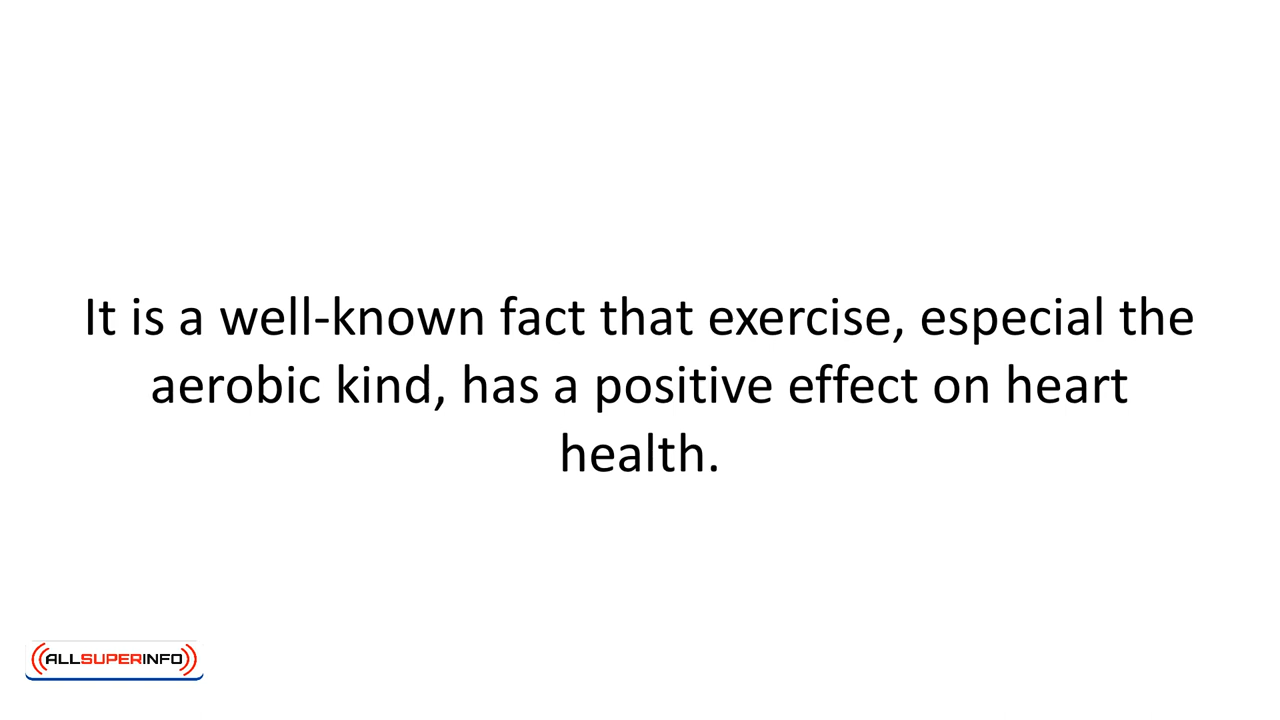 It is a well-known fact that exercise, especial the
aerobic kind, has a positive effect on heart
health.
ALLSUPERINFO